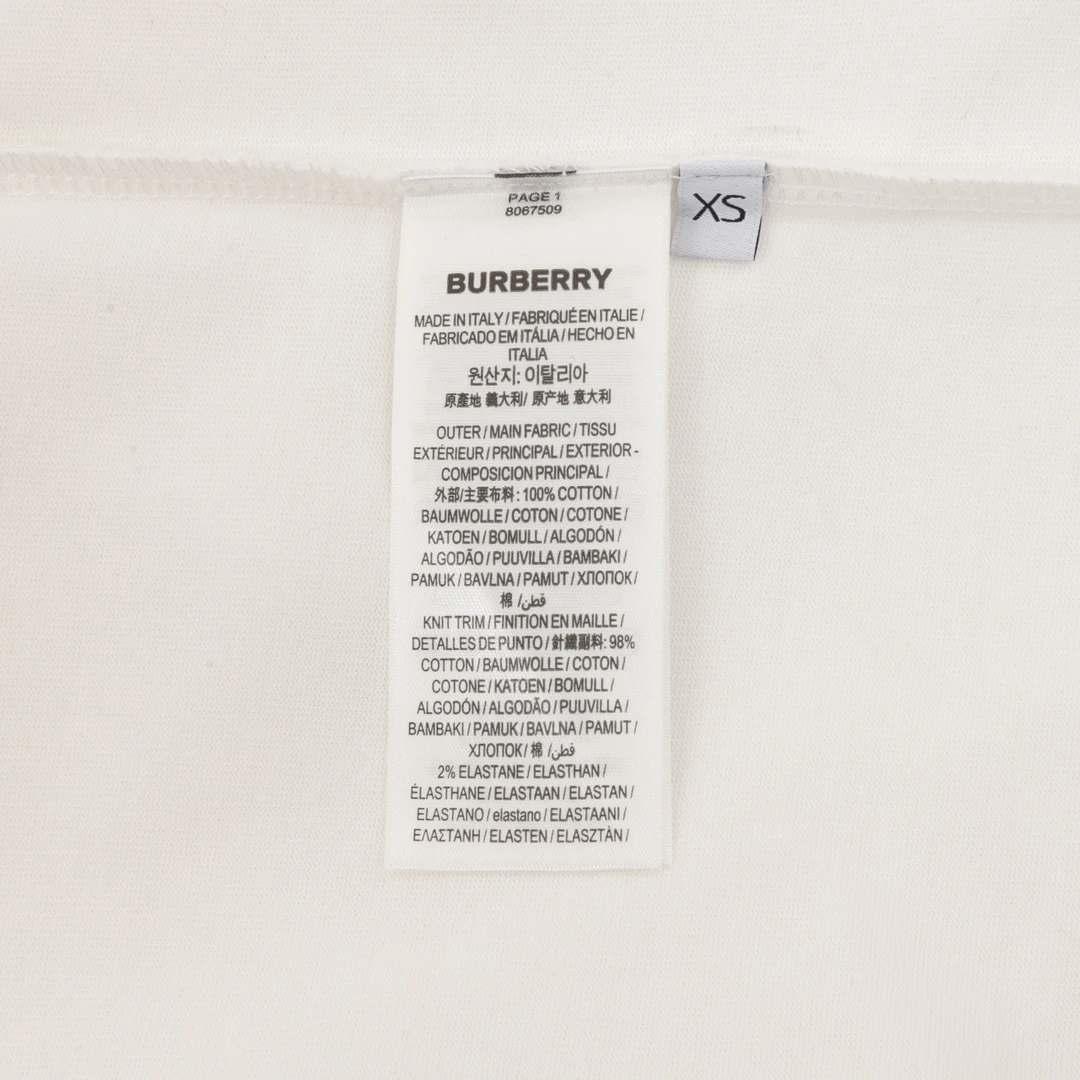 PAGE 1
8067509
XS
BURBERRY
MADE IN ITALY / FABRIQUÉ EN ITALIE /
FABRICADO EM ITÁLIA / HECHO EN
ITALIA
원산지: 이탈리아
原產地 義大利/ 原产地 意大利
OUTER / MAIN FABRIC / TISSU
EXTÉRIEUR / PRINCIPAL / EXTERIOR -
COMPOSICION PRINCIPAL /
外部/主要布料: 100% COTTON /
BAUMWOLLE / COTON / COTONE /
KATOEN / BOMULL / ALGODÓN /
ALGODÃO / PUUVILLA / BAMBAKI /
PAMUK / BAVLNA / PAMUT / ХЛОПОК /
棉 /قطن
KNIT TRIM / FINITION EN MAILLE /
DETALLES DE PUNTO / 針織副料: 98%
COTTON / BAUMWOLLE / COTON /
COTONE / KATOEN / BOMULL /
ALGODÓN / ALGODÃO / PUUVILLA /
BAMBAKI / PAMUK / BAVLNA / PAMUT /
ХЛОПОК / 棉 /قطن
2% ELASTANE / ELASTHAN /
ÉLASTHANE / ELASTAAN / ELASTAN /
ELASTANO / elastano / ELASTAANI /
ΕΛΑΣΤΑΝΗ / ELASTEN / ELASZTÀN /